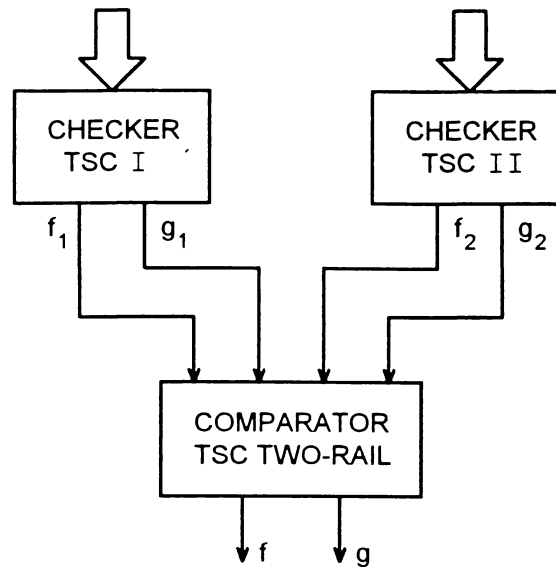 CHECKER
TSC I
CHECKER
TSC II
f1 g1
f2 g2
COMPARATOR
TSC TWO-RAIL
f g